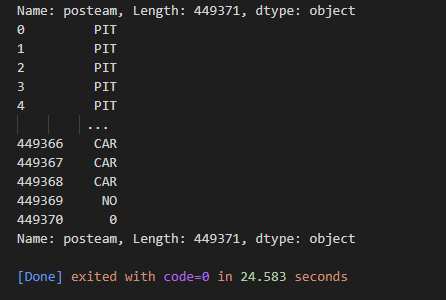 Name: posteam, Length: 449371, dtype: object
0 PIT
1 PIT
2 PIT
3 PIT
4 PIT
...
449366 CAR
449367 CAR
449368 CAR
449369 NO
449370 0
Name: posteam, Length: 449371, dtype: object
[Done] exited with code=0 in 24.583 seconds